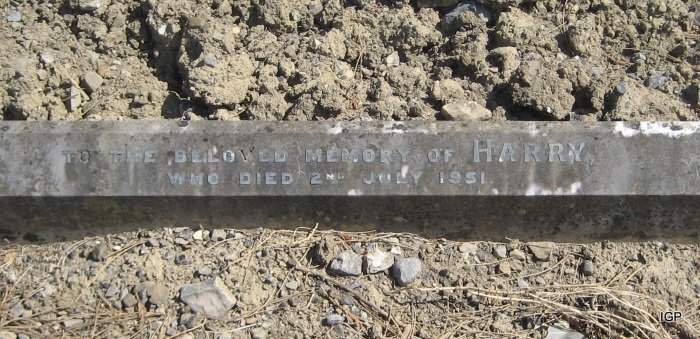 TO THE BELOVED MEMORY OF HARRY,
WHO DIED 2ND JULY 1951.
IGP